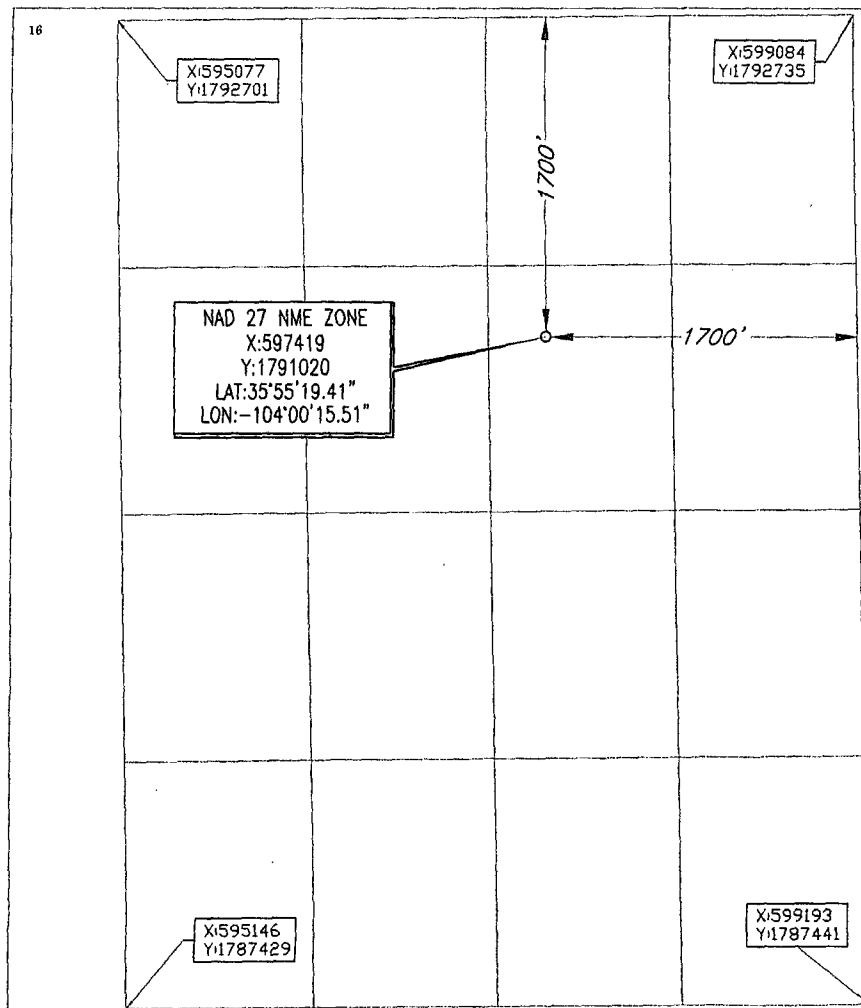 16
X:595077
Y:1792701
X:599084
Y:1792735
1700'
NAD 27 NME ZONE
X:597419
Y:1791020
LAT:35°55'19.41"
LON:-104°00'15.51"
1700'
X:595146
Y:1787429
X:599193
Y:1787441